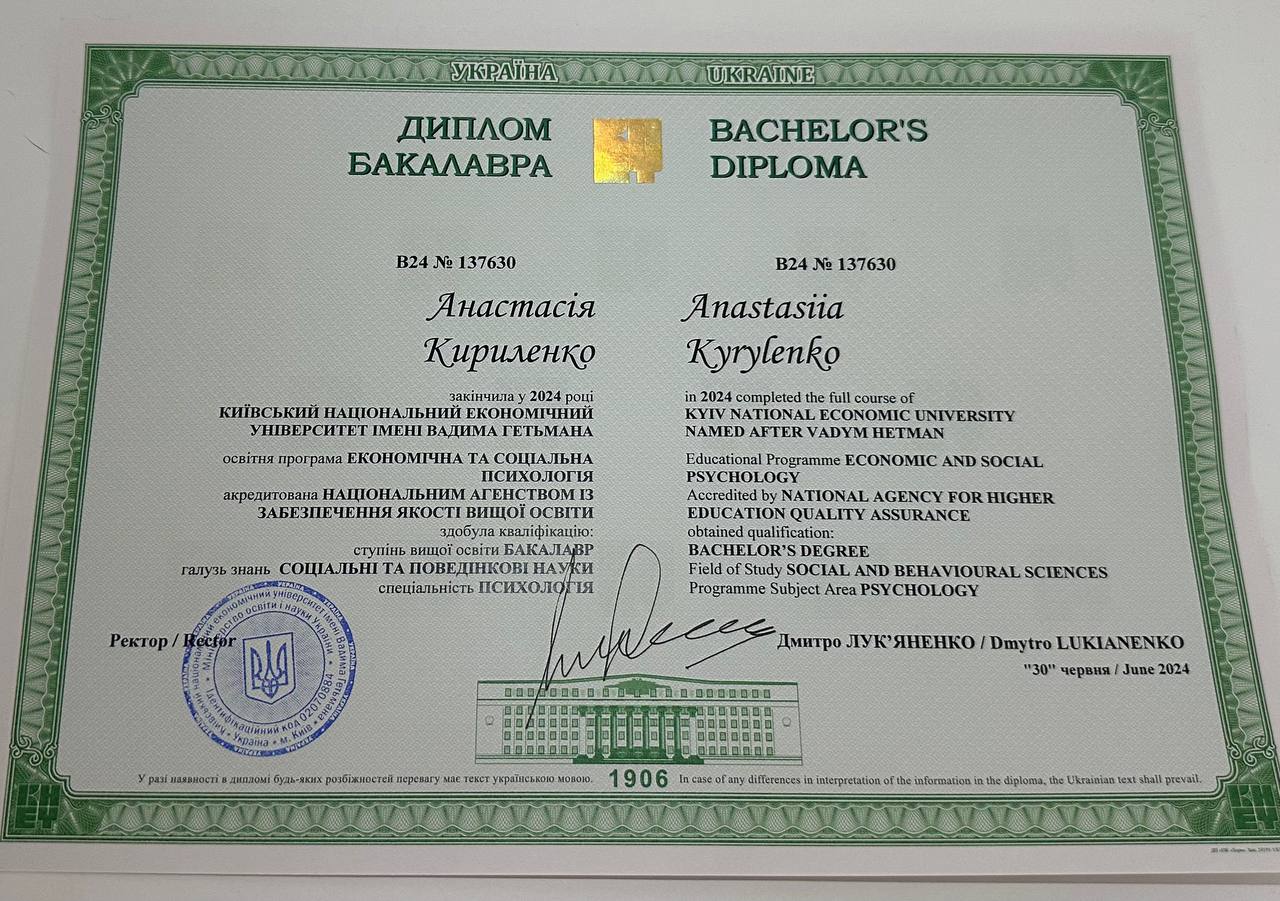 УКРАЇНА
UKRAINE
ДИПЛОМ
БАКАЛАВРА
BACHELOR'S
DIPLOMA
B24 № 137630
Анастасія
Кириленко
закінчила у 2024 році
КИЇВСЬКИЙ НАЦІОНАЛЬНИЙ ЕКОНОМІЧНИЙ
УНІВЕРСИТЕТ ІМЕНІ ВАДИМА ГЕТЬМАНА
освітня програма ЕКОНОМІЧНА ТА СОЦІАЛЬНА
ПСИХОЛОГІЯ
акредитована НАЦІОНАЛЬНИМ АГЕНСТВОМ ІЗ
ЗАБЕЗПЕЧЕННЯ ЯКОСТІ ВИЩОЇ ОСВІТИ
здобула кваліфікацію:
ступінь вищої освіти БАКАЛАВР
галузь знань СОЦІАЛЬНІ ТА ПОВЕДІНКОВІ НАУКИ
спеціальність ПСИХОЛОГІЯ
B24 № 137630
Anastasiia
Kyrylenko
in 2024 completed the full course of
KYIV NATIONAL ECONOMIC UNIVERSITY
NAMED AFTER VADYM HETMAN
Educational Programme ECONOMIC AND SOCIAL
PSYCHOLOGY
Accredited by NATIONAL AGENCY FOR HIGHER
EDUCATION QUALITY ASSURANCE
obtained qualification:
BACHELOR'S DEGREE
Field of Study SOCIAL AND BEHAVIOURAL SCIENCES
Programme Subject Area PSYCHOLOGY
Ректор / Rector
Дмитро ЛУК’ЯНЕНКО / Dmytro LUKIANENKO
"30" червня / June 2024
Міністерство освіти і науки України
Київський національний економічний університет імені Вадима Гетьмана
Ідентифікаційний код 02070884
Україна * м. Київ
У разі наявності в дипломі будь-яких розбіжностей перевагу має текст українською мовою.
1906
In case of any differences in interpretation of the information in the diploma, the Ukrainian text shall prevail.
КНЕУ
КНЕУ